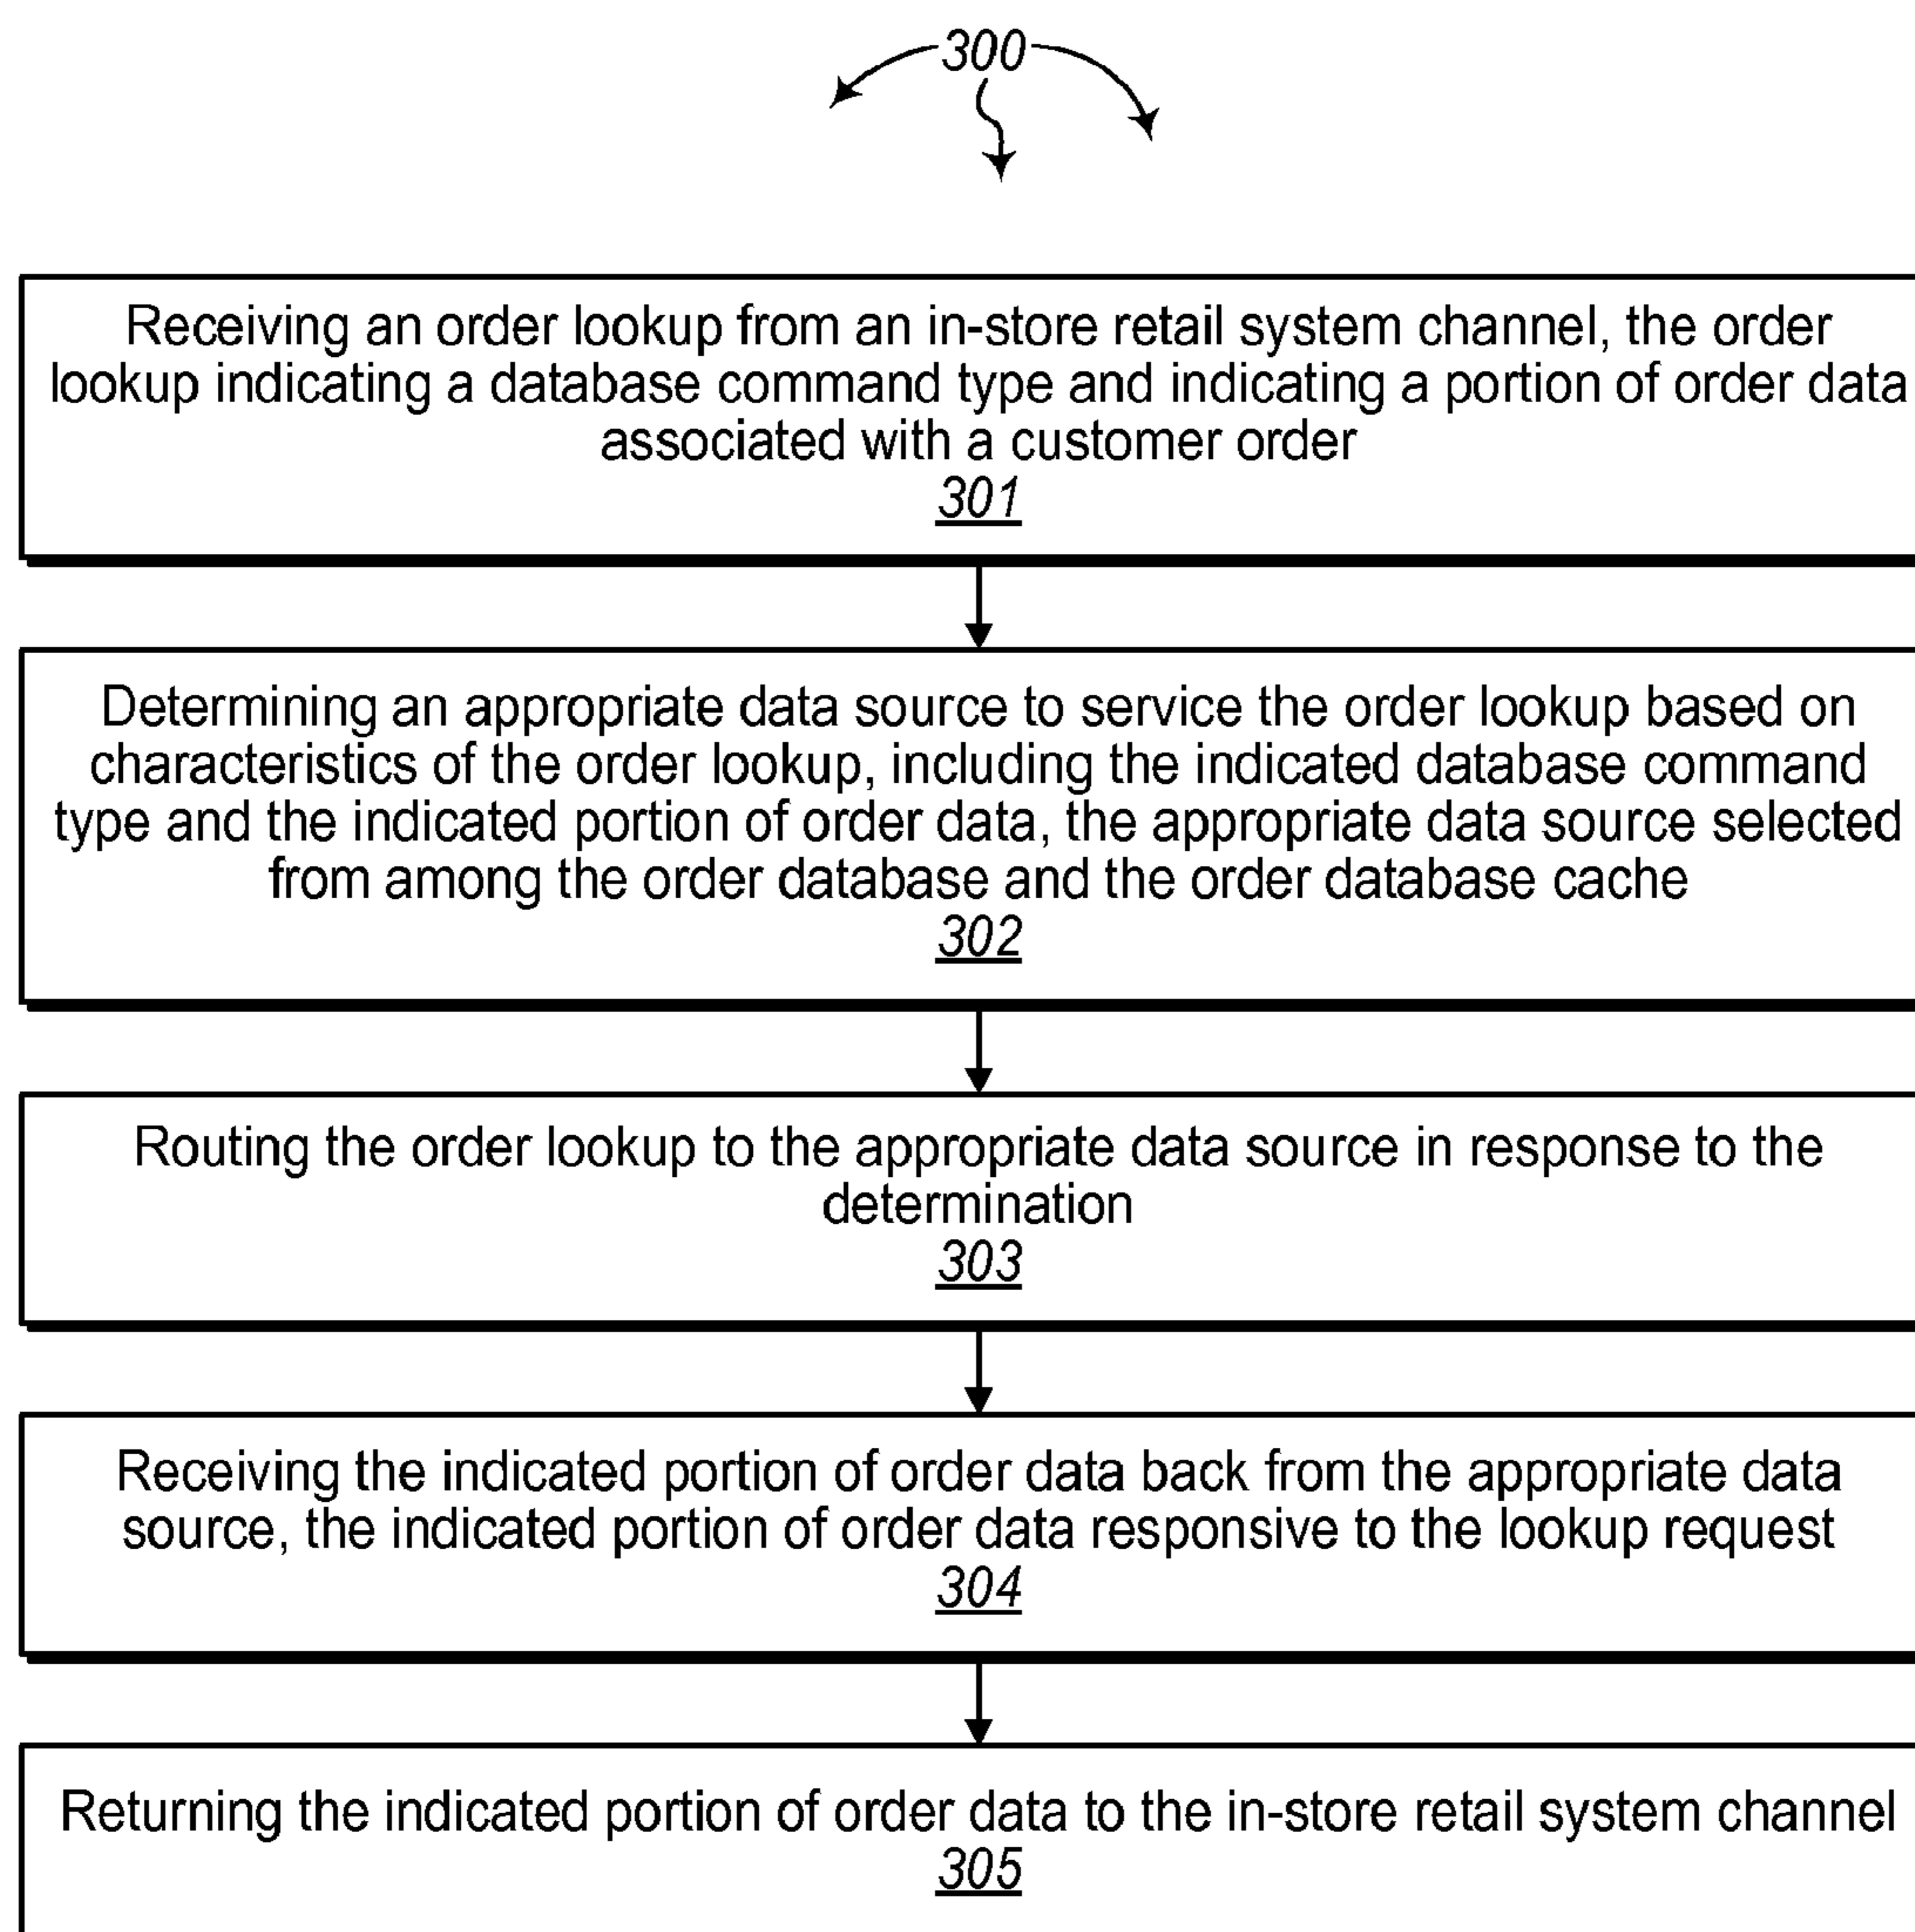 300
Receiving an order lookup from an in-store retail system channel, the order
lookup indicating a database command type and indicating a portion of order data
associated with a customer order
301
Determining an appropriate data source to service the order lookup based on
characteristics of the order lookup, including the indicated database command
type and the indicated portion of order data, the appropriate data source selected
from among the order database and the order database cache
302
Routing the order lookup to the appropriate data source in response to the
determination
303
Receiving the indicated portion of order data back from the appropriate data
source, the indicated portion of order data responsive to the lookup request
304
Returning the indicated portion of order data to the in-store retail system channel
305